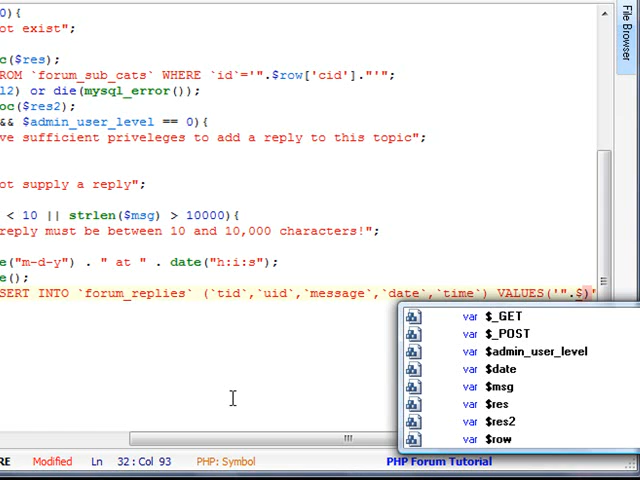 0){
ot exist";
c($res);
FROM `forum_sub_cats` WHERE `id`='".$row['cid']."'";
l2) or die(mysql_error());
oc($res2);
&& $admin_user_level == 0){
ve sufficient priveleges to add a reply to this topic";
ot supply a reply";
< 10 || strlen($msg) > 10000){
reply must be between 10 and 10,000 characters!";
e("m-d-y") . " at " . date("h:i:s");
e();
SERT INTO `forum_replies` (`tid`,`uid`,`message`,`date`,`time`) VALUES('".$)"
var $_GET
var $_POST
var $admin_user_level
var $date
var $msg
var $res
var $res2
var $row
RE Modified Ln 32 : Col 93 PHP: Symbol PHP Forum Tutorial
File Browser